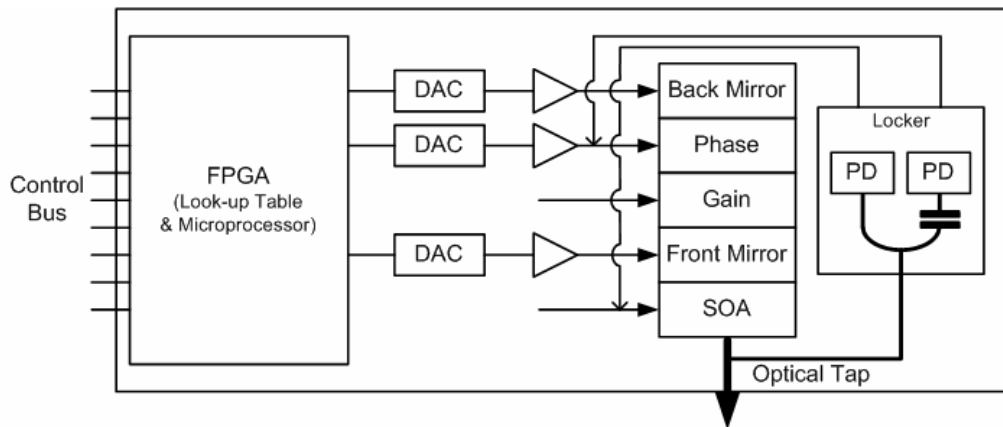 Control
Bus
FPGA
(Look-up Table
& Microprocessor)
DAC
DAC
DAC
Back Mirror
Phase
Gain
Front Mirror
SOA
Locker
PD
PD
Optical Tap